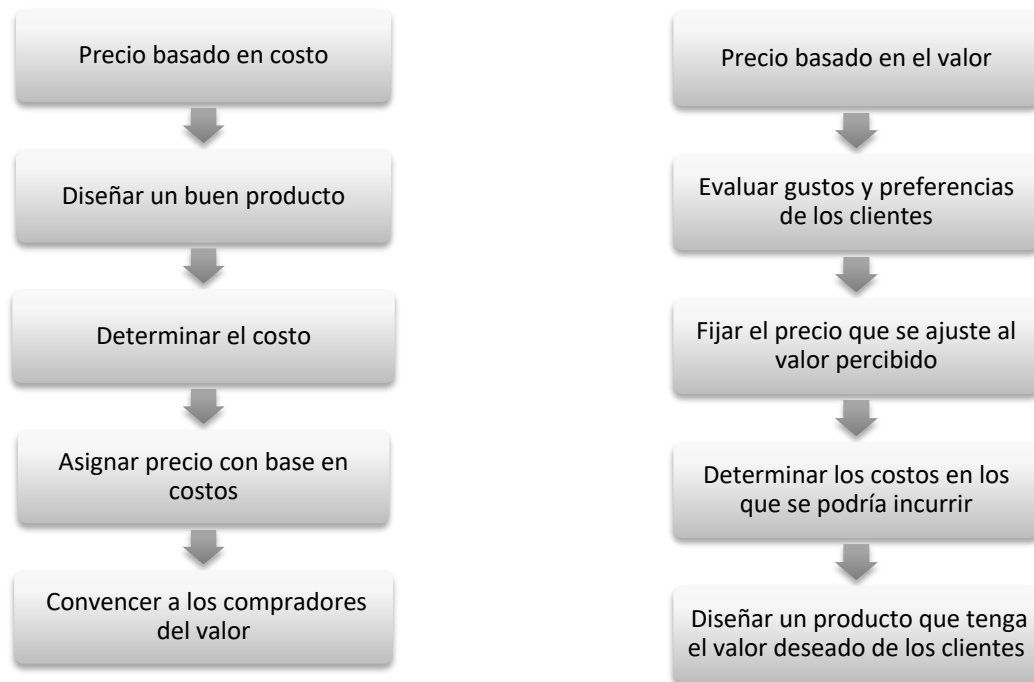 Precio basado en costo
Diseñar un buen producto
Determinar el costo
Asignar precio con base en
costos
Convencer a los compradores
del valor
Precio basado en el valor
Evaluar gustos y preferencias
de los clientes
Fijar el precio que se ajuste al
valor percibido
Determinar los costos en los
que se podría incurrir
Diseñar un producto que tenga
el valor deseado de los clientes